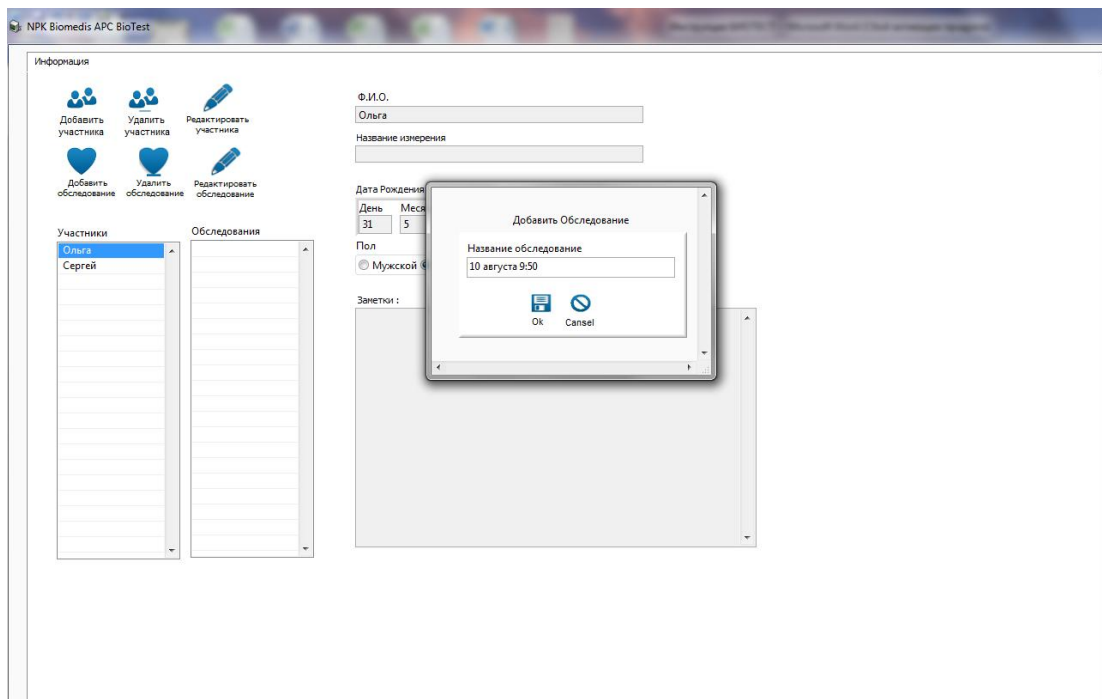 NPK Biomedis APC BioTest
Информация
Добавить
участника
Удалить
участника
Редактировать
участника
Добавить
обследование
Удалить
обследование
Редактировать
обследование
Участники
Ольга
Сергей
Обследования
Ф.И.О.
Ольга
Название измерения
Дата Рождения
День Меся
31 5
Пол
Мужской
Заметки :
Добавить Обследование
Название обследование
10 августа 9:50
Ok Cansel